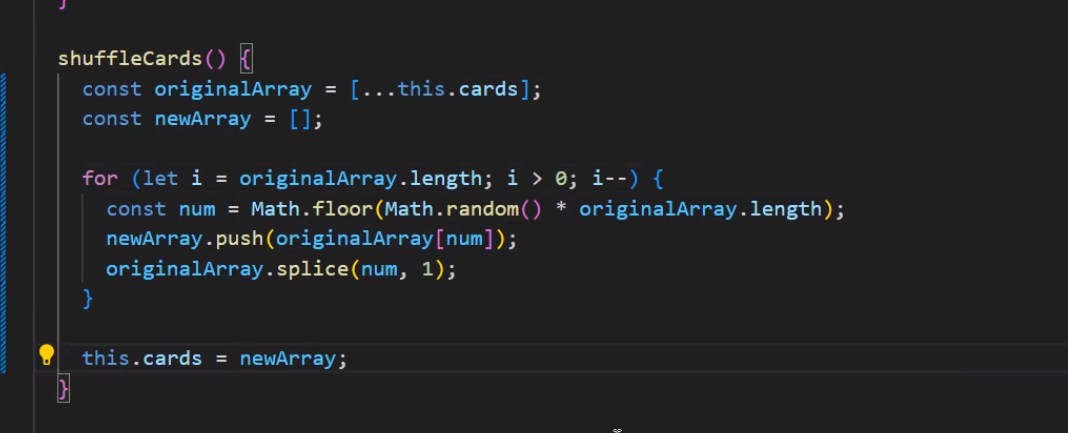 }
shuffleCards() {
const originalArray = [...this.cards];
const newArray = [];
for (let i = originalArray.length; i > 0; i--) {
const num = Math.floor(Math.random() * originalArray.length);
newArray.push(originalArray[num]);
originalArray.splice(num, 1);
}
this.cards = newArray;
}